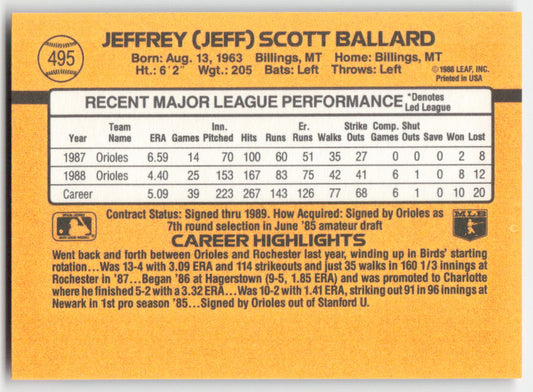 495
JEFFREY (JEFF) SCOTT BALLARD
Born: Aug. 13, 1963 Billings, MT Home: Billings, MT
Ht.: 6'2" Wgt.: 205 Bats: Left Throws: Left
©1988 LEAF, INC.
Printed in USA
RECENT MAJOR LEAGUE PERFORMANCE *Denotes Led League
Year Team Name ERA Games Inn. Pitched Hits Runs Er. Runs Walks Strike Outs Comp. Games Shut Outs Save Won Lost
1987 Orioles 6.59 14 70 100 60 51 35 27 0 0 0 2 8
1988 Orioles 4.40 25 153 167 83 75 42 41 6 1 0 8 12
Career 5.09 39 223 267 143 126 77 68 6 1 0 10 20
Contract Status: Signed thru 1989. How Acquired: Signed by Orioles as
7th round selection in June '85 amateur draft
MLB
CAREER HIGHLIGHTS
Went back and forth between Orioles and Rochester last year, winding up in Birds' starting
rotation...Was 13-4 with 3.09 ERA and 114 strikeouts and just 35 walks in 160 1/3 innings at
Rochester in '87...Began '86 at Hagerstown (9-5, 1.85 ERA) and was promoted to Charlotte
where he finished 5-2 with a 3.32 ERA...Was 10-2 with 1.41 ERA, striking out 91 in 96 innings at
Newark in 1st pro season '85...Signed by Orioles out of Stanford U.